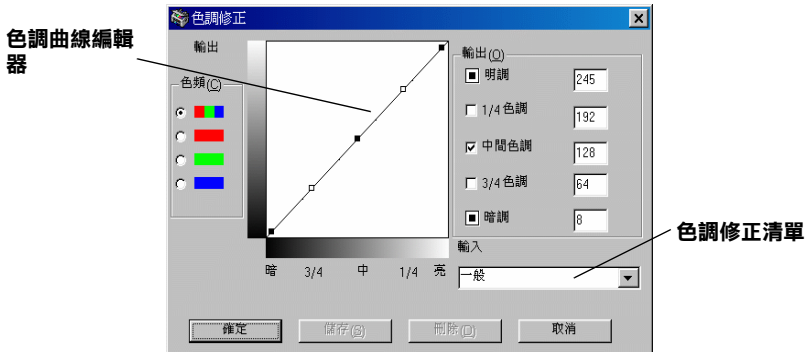 色調修正
色調曲線編輯
器
輸出
色頻(C)
輸出(O)
明調
245
1/4 色調
192
中間色調
128
3/4 色調
64
暗調
8
輸入
暗 3/4 中 1/4 亮
一般
色調修正清單
確定
儲存(S)
刪除(D)
取消